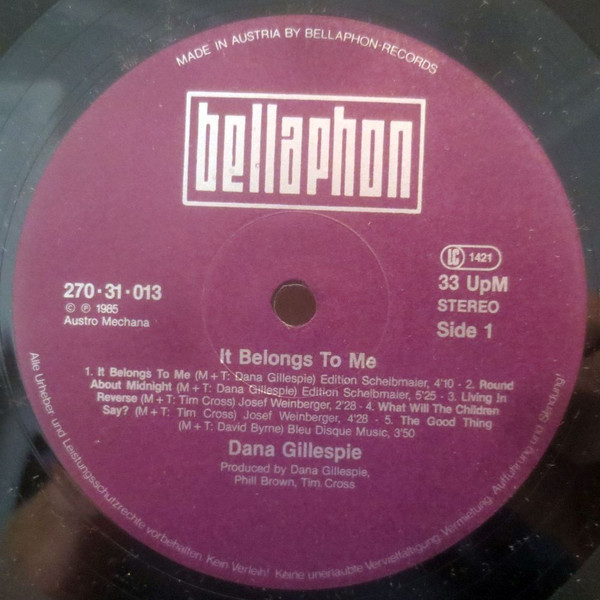 MADE IN AUSTRIA BY BELLAPHON-RECORDS
bellaphon
LC 1421
270·31·013
33 UpM
© ℗ 1985
STEREO
Austro Mechana
Side 1
It Belongs To Me
1. It Belongs To Me (M+T: Dana Gillespie) Edition Scheibmaier, 4'10 · 2. Round
About Midnight (M+T: Dana Gillespie) Edition Scheibmaier, 5'25 · 3. Living In
Reverse (M+T: Tim Cross) Josef Weinberger, 2'28 · 4. What Will The Children
Say? (M+T: Tim Cross) Josef Weinberger, 4'28 · 5. The Good Thing
(M+T: David Byrne) Bleu Disque Music, 3'50
Dana Gillespie
Produced by Dana Gillespie,
Phill Brown, Tim Cross
Alle Urheber und Leistungsschutzrechte vorbehalten. Kein Verleih! Keine unerlaubte Vervielfältigung, Vermietung, Aufführung und Sendung!